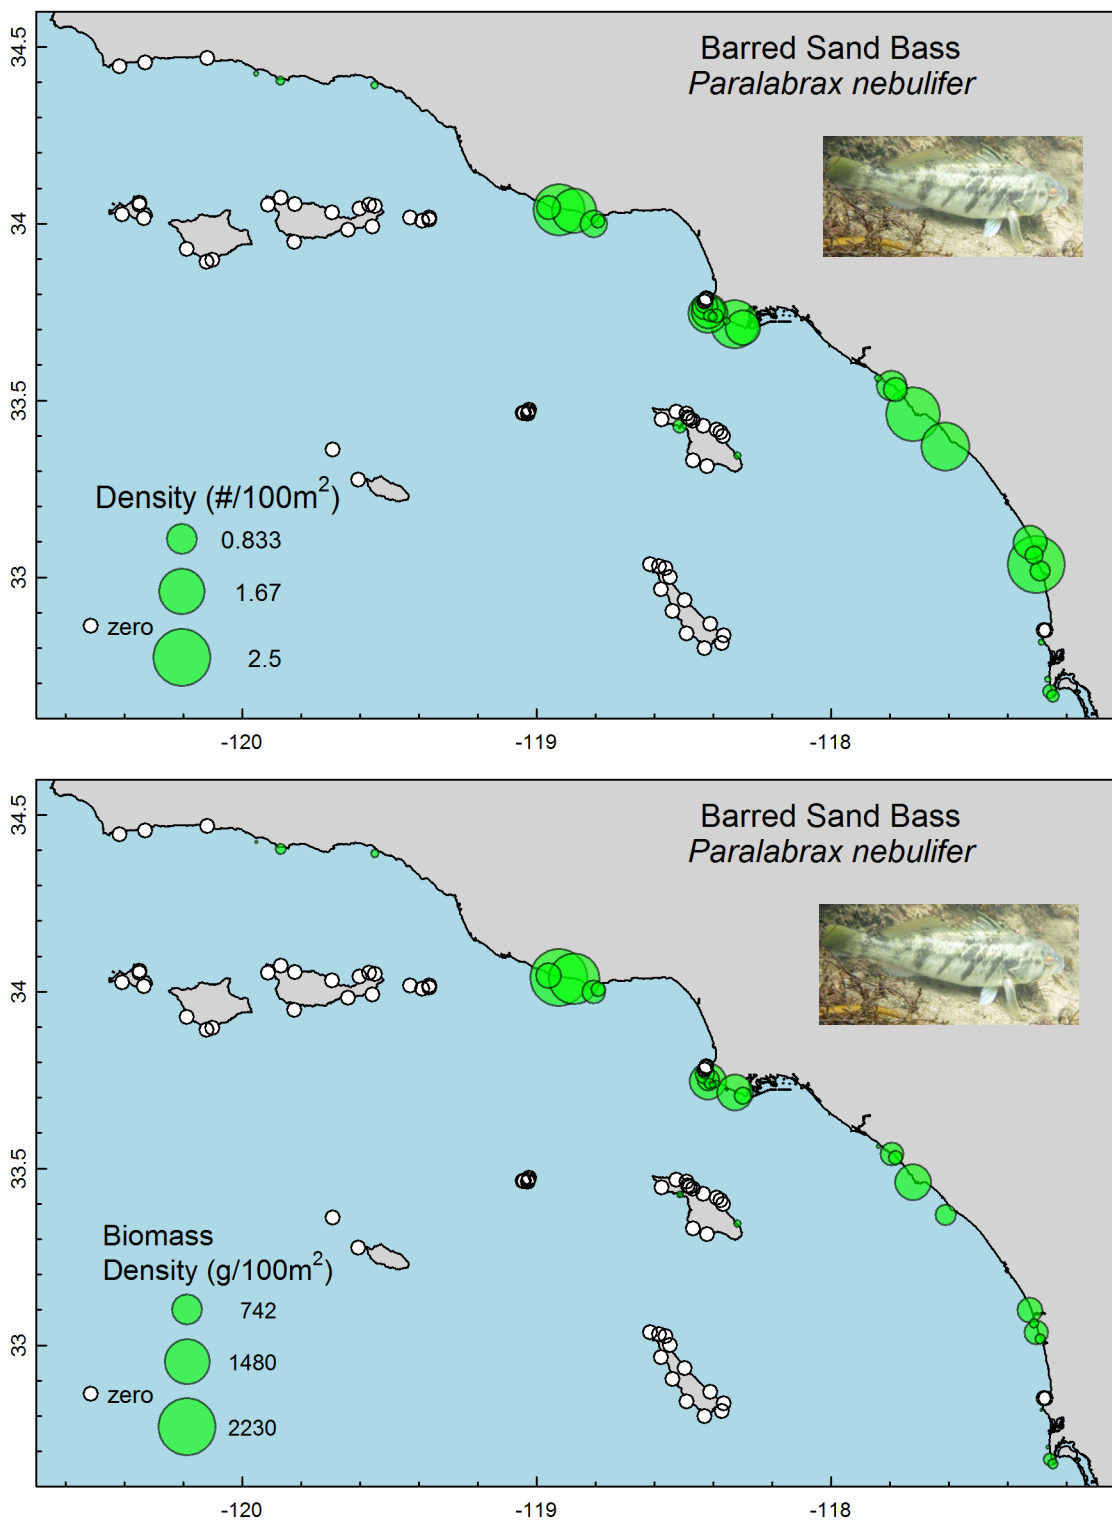 Barred Sand Bass
Paralabrax nebulifer
34.5
34
33.5
33
Density (#/100m²)
0.833
1.67
zero
2.5
-120
-119
-118
Barred Sand Bass
Paralabrax nebulifer
34.5
34
33.5
33
Biomass
Density (g/100m²)
742
1480
zero
2230
-120
-119
-118